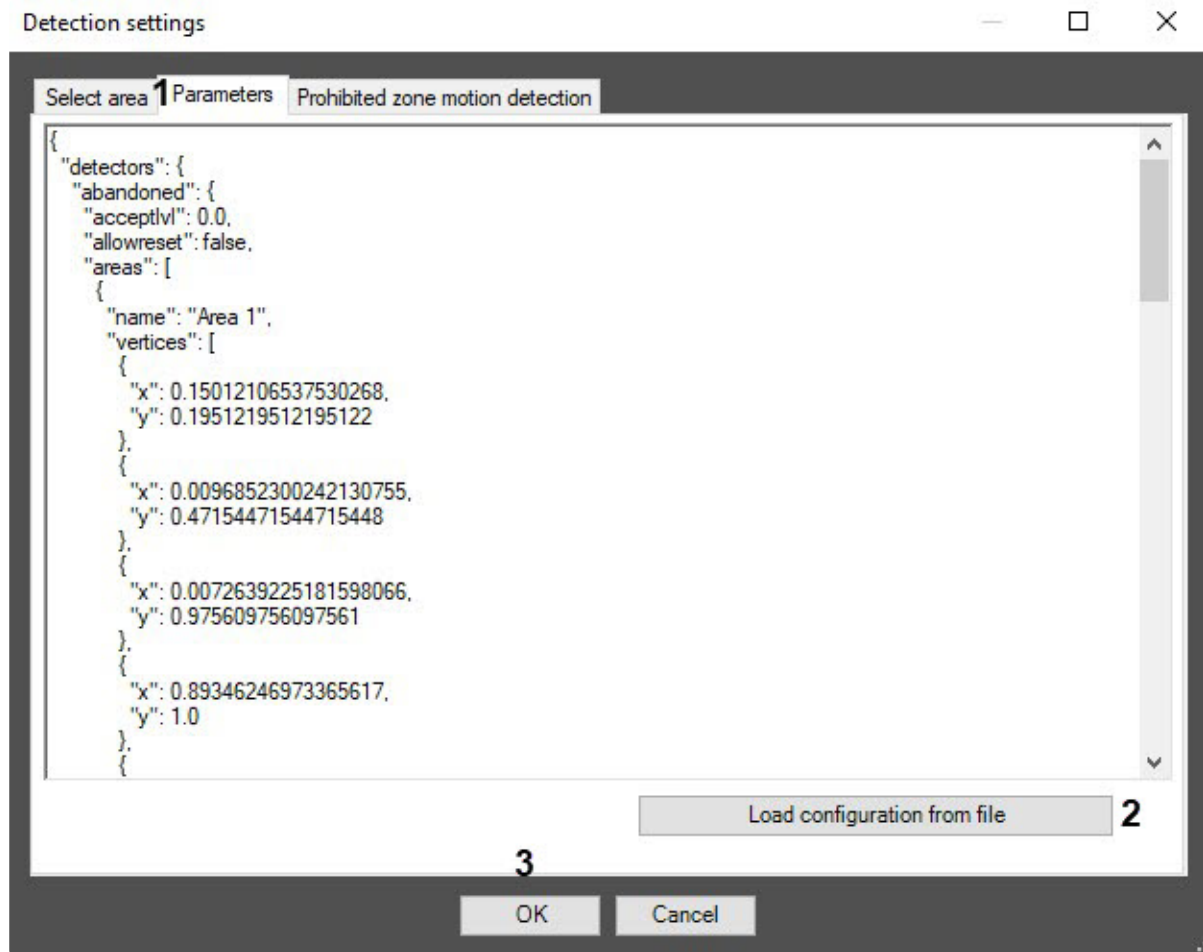 Detection settings
Select area 1 Parameters Prohibited zone motion detection
{
"detectors": {
"abandoned": {
"acceptlvl": 0.0,
"allowreset": false,
"areas": [
{
"name": "Area 1",
"vertices": [
{
"x": 0.15012106537530268,
"y": 0.1951219512195122
},
{
"x": 0.0096852300242130755,
"y": 0.47154471544715448
},
{
"x": 0.0072639225181598066,
"y": 0.975609756097561
},
{
"x": 0.89346246973365617,
"y": 1.0
},
{
Load configuration from file 2
3
OK Cancel